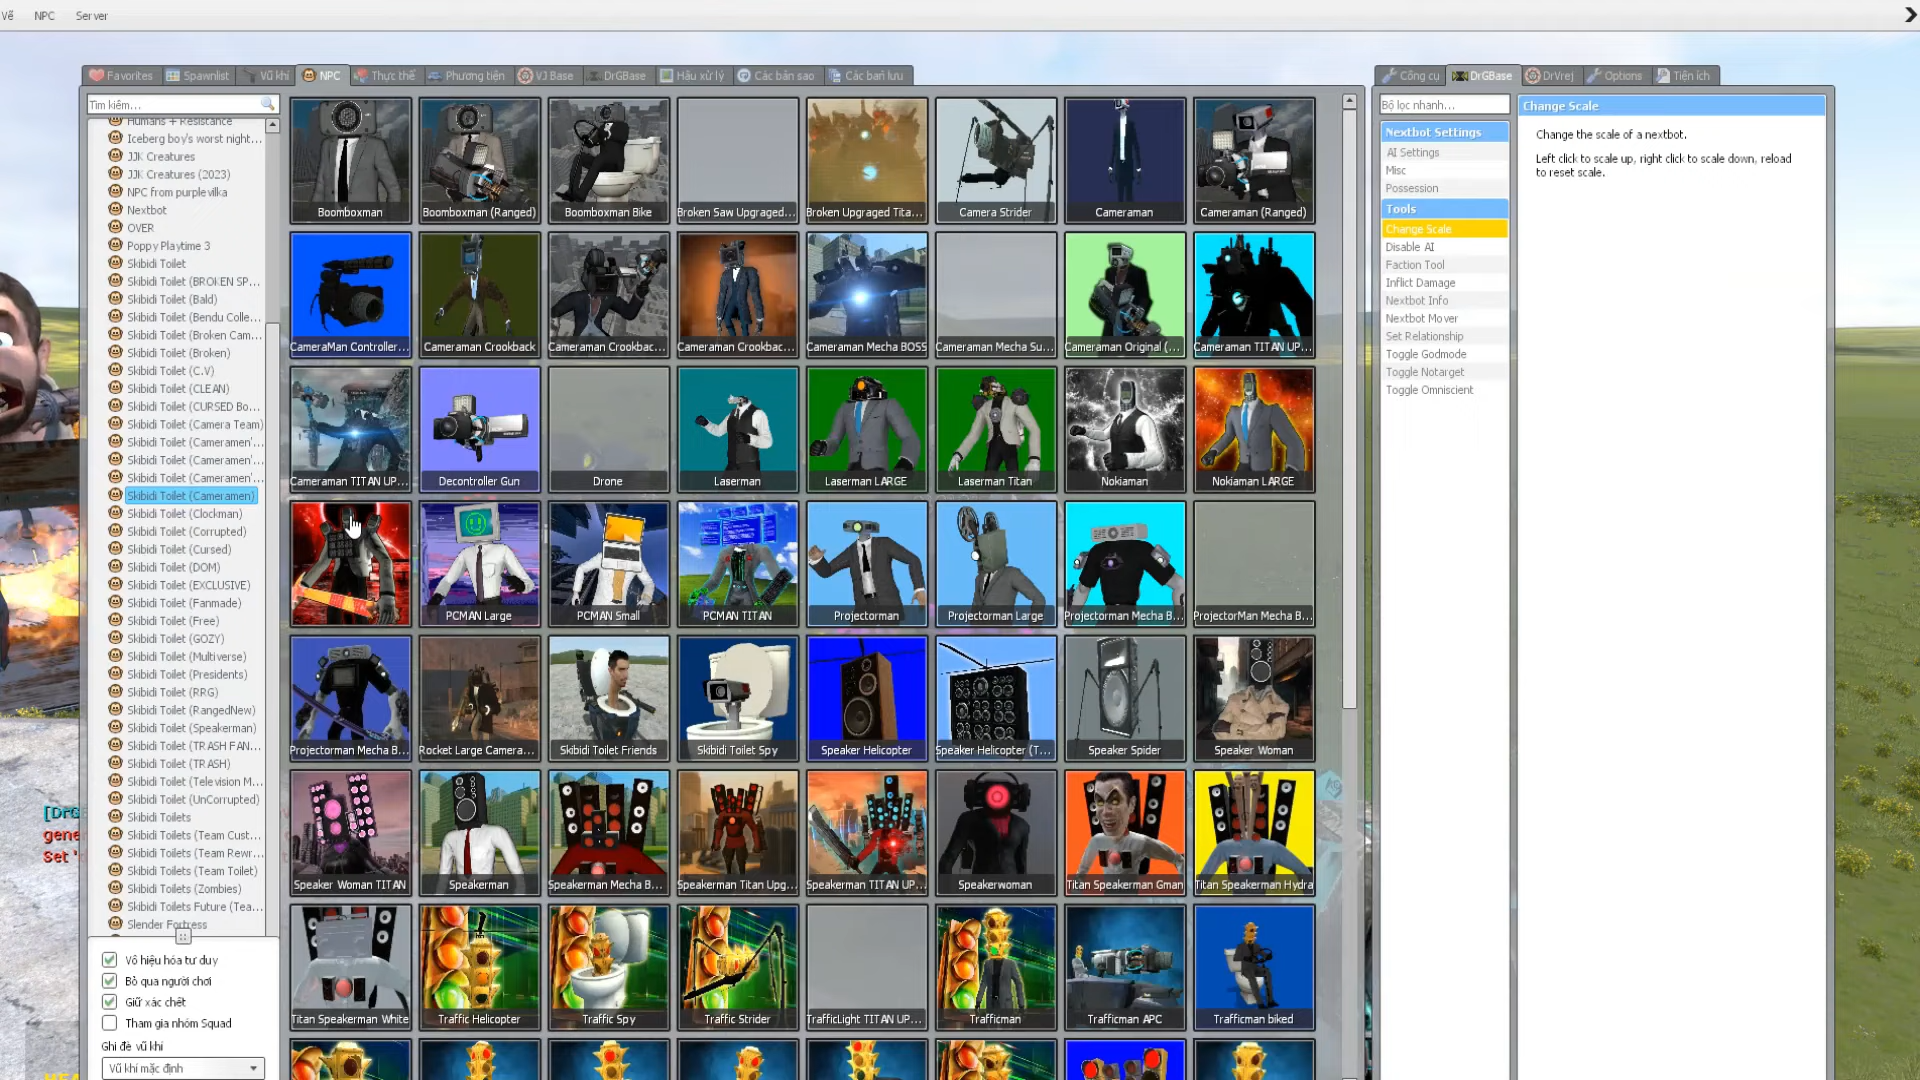 Vẽ NPC Server
Favorites Spawnlist Vũ khí NPC Thực thể Phương tiện VJ Base DrGBase Hậu xử lý Các bản sao Các bản lưu
Công cụ DrGBase DrVrej Options Tiện ích
Tìm kiếm...
Humans + Resistance
Iceberg boy's worst night...
JJK Creatures
JJK Creatures (2023)
NPC from purplevilka
Nextbot
OVER
Poppy Playtime 3
Skibidi Toilet
Skibidi Toilet (BROKEN SP...
Skibidi Toilet (Bald)
Skibidi Toilet (Bendu Colle...
Skibidi Toilet (Broken Cam...
Skibidi Toilet (Broken)
Skibidi Toilet (C.V)
Skibidi Toilet (CLEAN)
Skibidi Toilet (CURSED Bo...
Skibidi Toilet (Camera Team)
Skibidi Toilet (Cameramen'...
Skibidi Toilet (Cameramen'...
Skibidi Toilet (Cameramen'...
Skibidi Toilet (Cameramen)
Skibidi Toilet (Clockman)
Skibidi Toilet (Corrupted)
Skibidi Toilet (Cursed)
Skibidi Toilet (DOM)
Skibidi Toilet (EXCLUSIVE)
Skibidi Toilet (Fanmade)
Skibidi Toilet (Free)
Skibidi Toilet (GOZY)
Skibidi Toilet (Multiverse)
Skibidi Toilet (Presidents)
Skibidi Toilet (RRG)
Skibidi Toilet (RangedNew)
Skibidi Toilet (Speakerman)
Skibidi Toilet (TRASH FAN...
Skibidi Toilet (TRASH)
Skibidi Toilet (Television M...
Skibidi Toilet (UnCorrupted)
Skibidi Toilets
Skibidi Toilets (Team Cust...
Skibidi Toilets (Team Rewr...
Skibidi Toilets (Team Toilet)
Skibidi Toilets (Zombies)
Skibidi Toilets Future (Tea...
Slender Fortress
Vô hiệu hóa tư duy
Bỏ qua người chơi
Giữ xác chết
Tham gia nhóm Squad
Ghi đè vũ khí
Vũ khí mặc định
Boomboxman Boomboxman (Ranged) Boomboxman Bike Broken Saw Upgraded... Broken Upgraded Tita... Camera Strider Cameraman Cameraman (Ranged)
CameraMan Controller... Cameraman Crookback Cameraman Crookbac... Cameraman Crookbac... Cameraman Mecha BOSS Cameraman Mecha Su... Cameraman Original (... Cameraman TITAN UP...
Cameraman TITAN UP... Decontroller Gun Drone Laserman Laserman LARGE Laserman Titan Nokiaman Nokiaman LARGE
PCMAN Large PCMAN Small PCMAN TITAN Projectorman Projectorman Large Projectorman Mecha B... ProjectorMan Mecha B...
Projectorman Mecha B... Rocket Large Camera... Skibidi Toilet Friends Skibidi Toilet Spy Speaker Helicopter Speaker Helicopter (T... Speaker Spider Speaker Woman
Speaker Woman TITAN Speakerman Speakerman Mecha B... Speakerman Titan Upg... Speakerman TITAN UP... Speakerwoman Titan Speakerman Gman Titan Speakerman Hydra
Titan Speakerman White Traffic Helicopter Traffic Spy Traffic Strider TrafficLight TITAN UP... Trafficman Trafficman APC Trafficman biked
Bộ lọc nhanh...
Nextbot Settings
AI Settings
Misc
Possession
Tools
Change Scale
Disable AI
Faction Tool
Inflict Damage
Nextbot Info
Nextbot Mover
Set Relationship
Toggle Godmode
Toggle Notarget
Toggle Omniscient
Change Scale
Change the scale of a nextbot.
Left click to scale up, right click to scale down, reload
to reset scale.
[DrG
gene
Set '